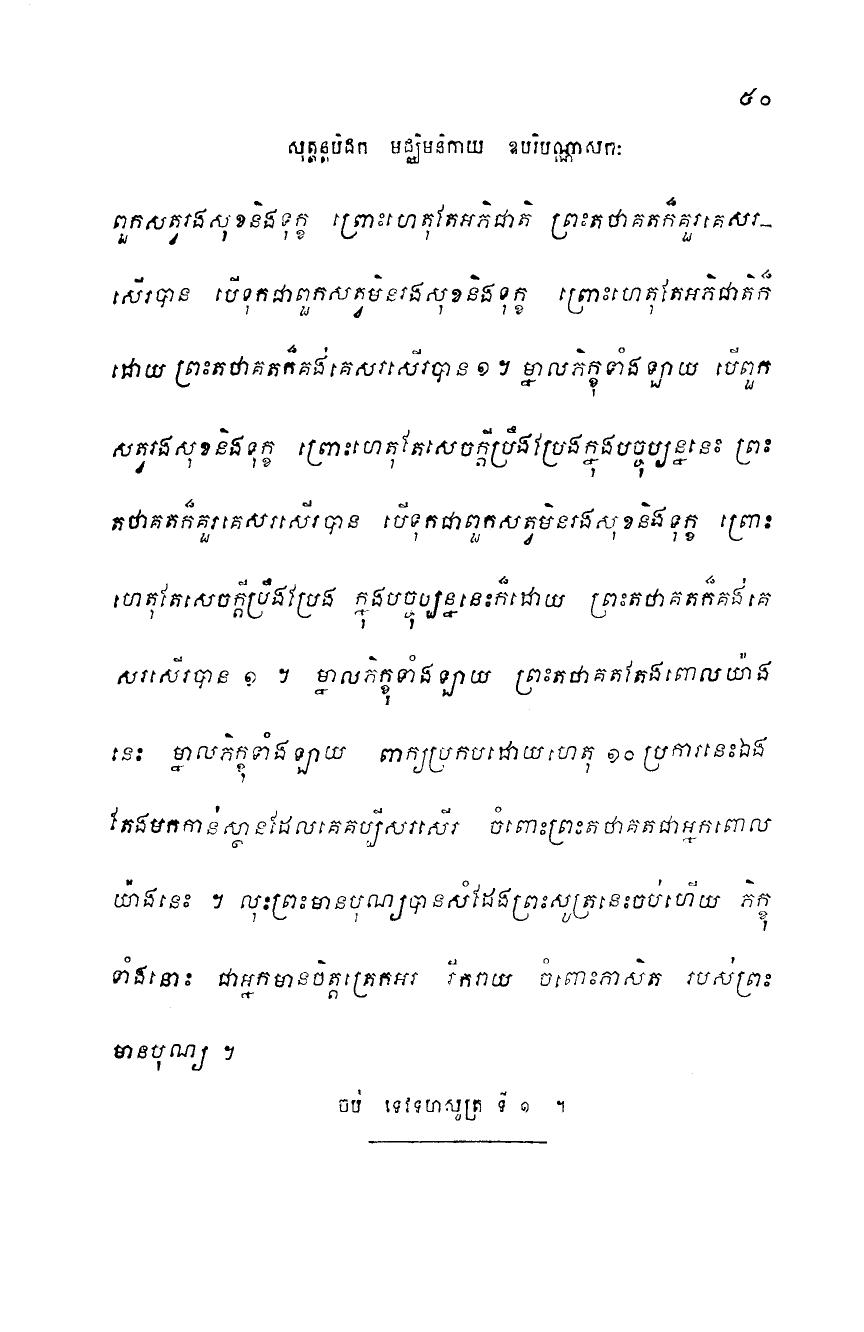 ៥០
សុត្តន្តបិដក មជ្ឈិមនិកាយ ឧបរិបណ្ណាសកៈ
ពួកសត្វរងសុខនិងទុក្ខ ព្រោះហេតុតែអភិជាតិ ព្រះតថាគតក៏គួរគេសរ–
សើរបាន បើទុកជាពួកសត្វមិនរងសុខនិងទុក្ខ ព្រោះហេតុតែអភិជាតិក៏
ដោយ ព្រះតថាគតក៏គង់គេសរសើរបាន ១ ។ ម្នាលភិក្ខុទាំងឡាយ បើពួក
សត្វរងសុខនិងទុក្ខ ព្រោះហេតុតែសេចក្តីប្រឹងប្រែងក្នុងបច្ចុប្បន្ននេះ ព្រះ
តថាគតក៏គួរគេសរសើរបាន បើទុកជាពួកសត្វមិនរងសុខនិងទុក្ខ ព្រោះ
ហេតុតែសេចក្តីប្រឹងប្រែង ក្នុងបច្ចុប្បន្ននេះក៏ដោយ ព្រះតថាគតក៏គង់គេ
សរសើរបាន ១ ។ ម្នាលភិក្ខុទាំងឡាយ ព្រះតថាគតតែងពោលយ៉ាង
នេះ ម្នាលភិក្ខុទាំងឡាយ ពាក្យប្រកបដោយហេតុ ១០ ប្រការនេះឯង
តែងមកកាន់ស្ថានដែលគេគប្បីសរសើរ ចំពោះព្រះតថាគតជាអ្នកពោល
យ៉ាងនេះ ។ លុះព្រះមានបុណ្យបានសំដែងព្រះសូត្រនេះចប់ហើយ ភិក្ខុ
ទាំងនោះ ជាអ្នកមានចិត្តត្រេកអរ រីករាយ ចំពោះភាសិត របស់ព្រះ
មានបុណ្យ ។
ចប់ ទេវទហសូត្រ ទី ១ ។